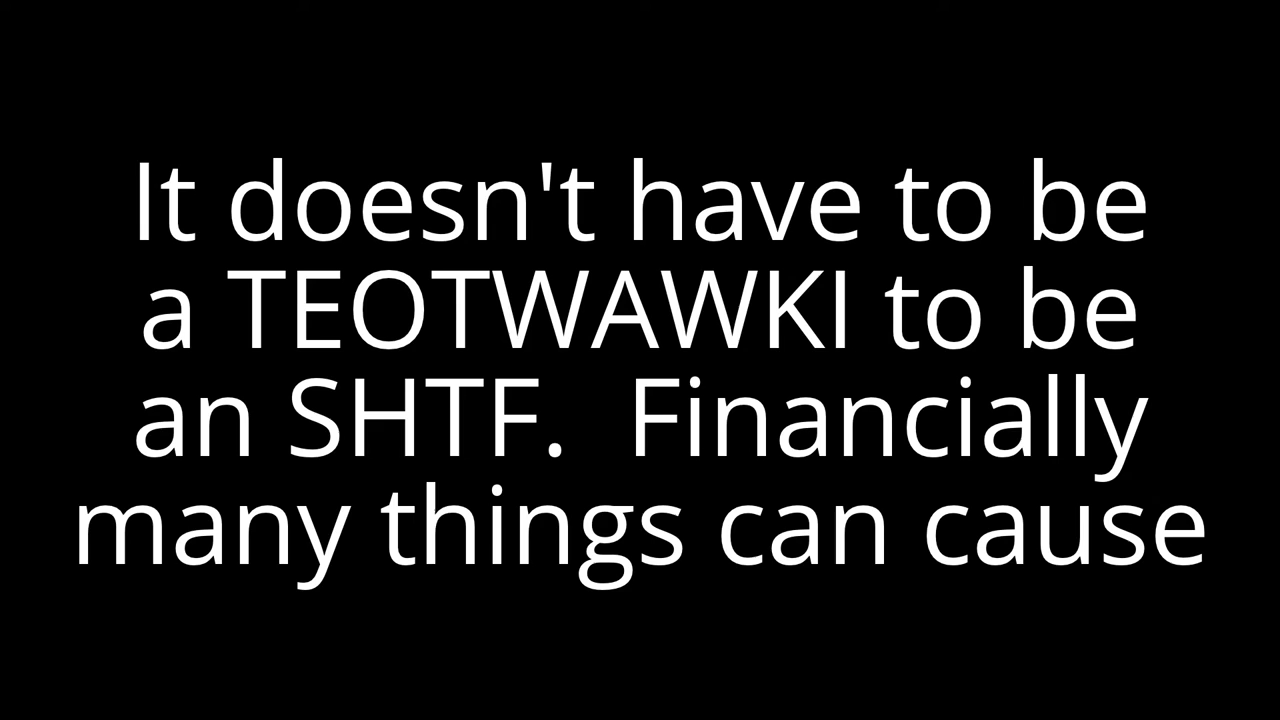 It doesn't have to be
a TEOTWAWKI to be
an SHTF.  Financially
many things can cause